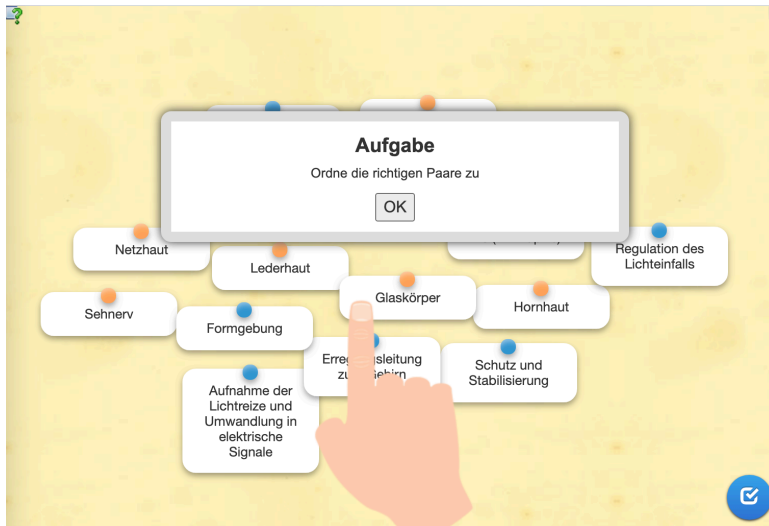 Aufgabe
Ordne die richtigen Paare zu
OK
Netzhaut
Lederhaut
Regulation des
Lichteinfalls
Sehnerv
Formgebung
Glaskörper
Hornhaut
Schutz und
Stabilisierung
Aufnahme der
Lichtreize und
Umwandlung in
elektrische
Signale